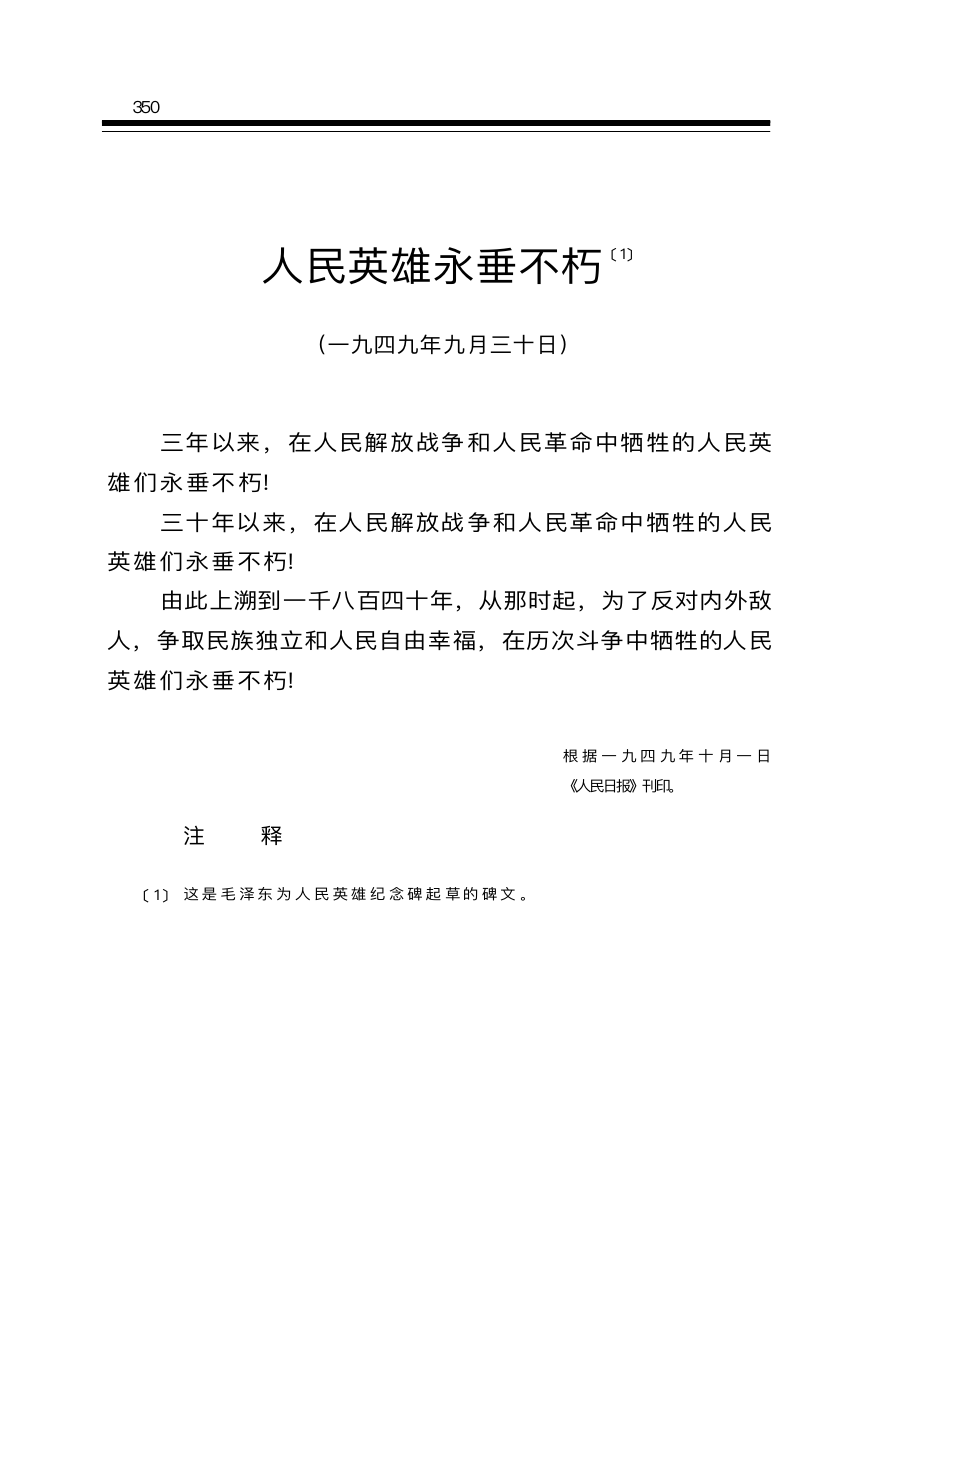 350
人民英雄永垂不朽〔1〕
（一九四九年九月三十日）
三年以来，在人民解放战争和人民革命中牺牲的人民英
雄们永垂不朽!
三十年以来，在人民解放战争和人民革命中牺牲的人民
英雄们永垂不朽!
由此上溯到一千八百四十年，从那时起，为了反对内外敌
人，争取民族独立和人民自由幸福，在历次斗争中牺牲的人民
英雄们永垂不朽!
根据一九四九年十月一日
《人民日报》刊印。
注 释
〔1〕 这是毛泽东为人民英雄纪念碑起草的碑文。